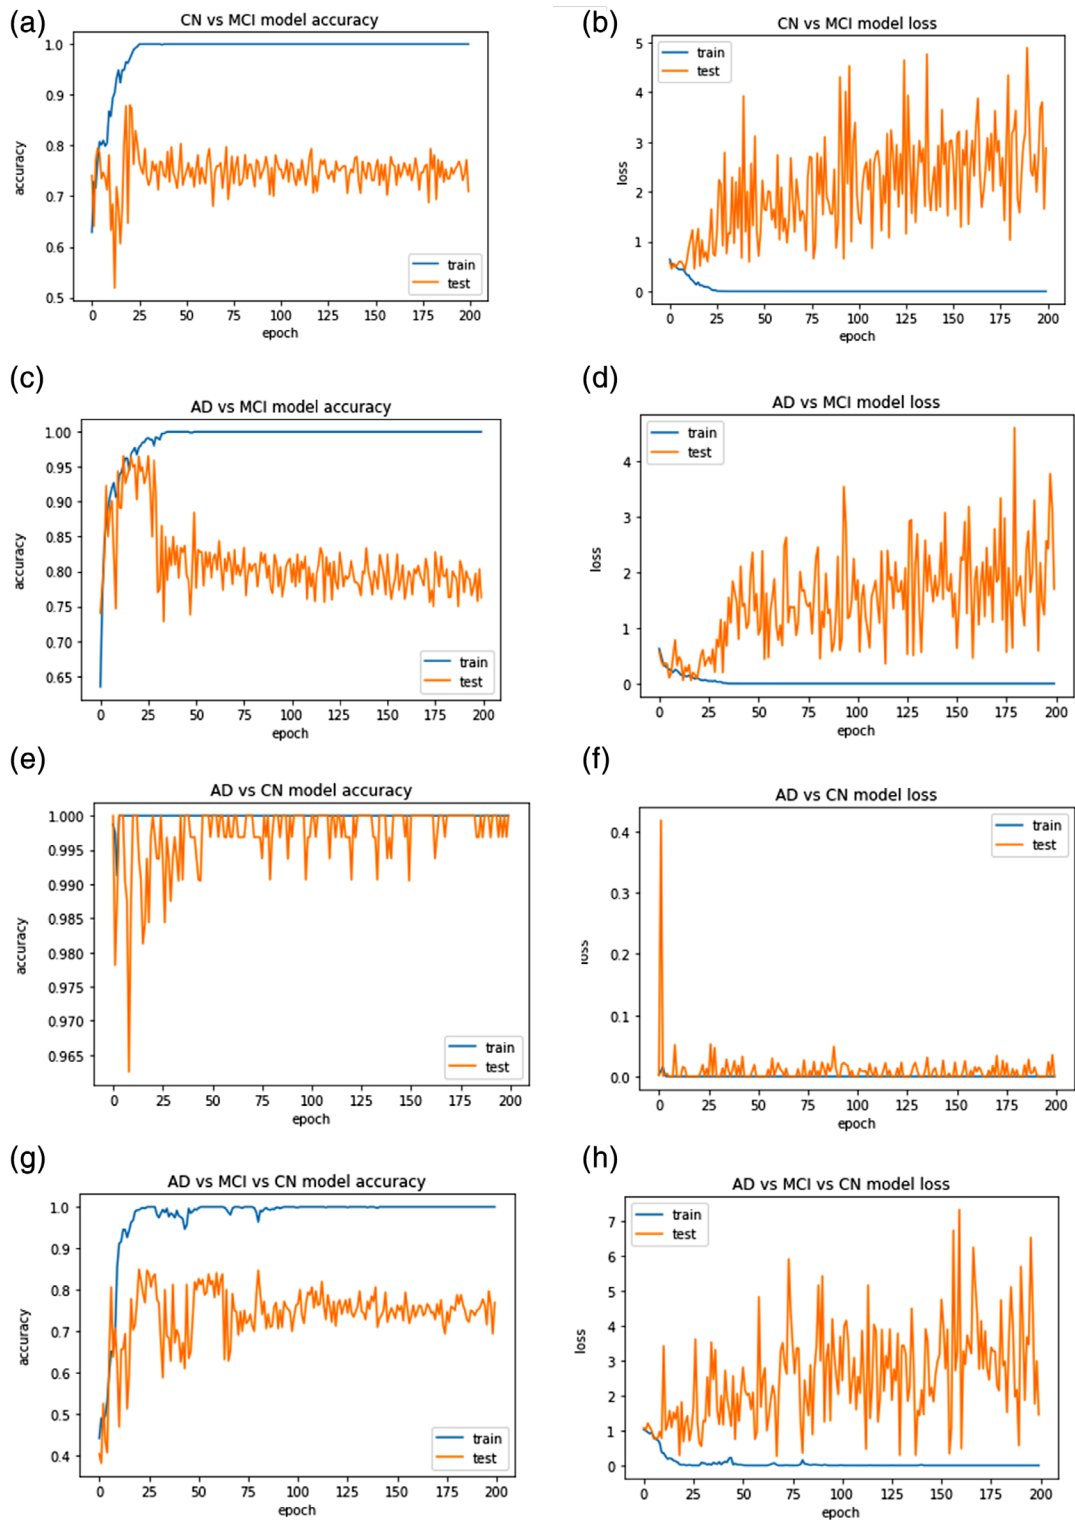 (a)
CN vs MCI model accuracy
1.0
0.9
0.8
0.7
0.6
0.5
accuracy
train
test
0 25 50 75 100 125 150 175 200
epoch
(b)
CN vs MCI model loss
5
4
3
2
1
0
loss
train
test
0 25 50 75 100 125 150 175 200
epoch
(c)
AD vs MCI model accuracy
1.00
0.95
0.90
0.85
0.80
0.75
0.70
0.65
accuracy
train
test
0 25 50 75 100 125 150 175 200
epoch
(d)
AD vs MCI model loss
4
3
2
1
0
loss
train
test
0 25 50 75 100 125 150 175 200
epoch
(e)
AD vs CN model accuracy
1.000
0.995
0.990
0.985
0.980
0.975
0.970
0.965
accuracy
train
test
0 25 50 75 100 125 150 175 200
epoch
(f)
AD vs CN model loss
0.4
0.3
0.2
0.1
0.0
loss
train
test
0 25 50 75 100 125 150 175 200
epoch
(g)
AD vs MCI vs CN model accuracy
1.0
0.9
0.8
0.7
0.6
0.5
0.4
accuracy
train
test
0 25 50 75 100 125 150 175 200
epoch
(h)
AD vs MCI vs CN model loss
7
6
5
4
3
2
1
0
loss
train
test
0 25 50 75 100 125 150 175 200
epoch